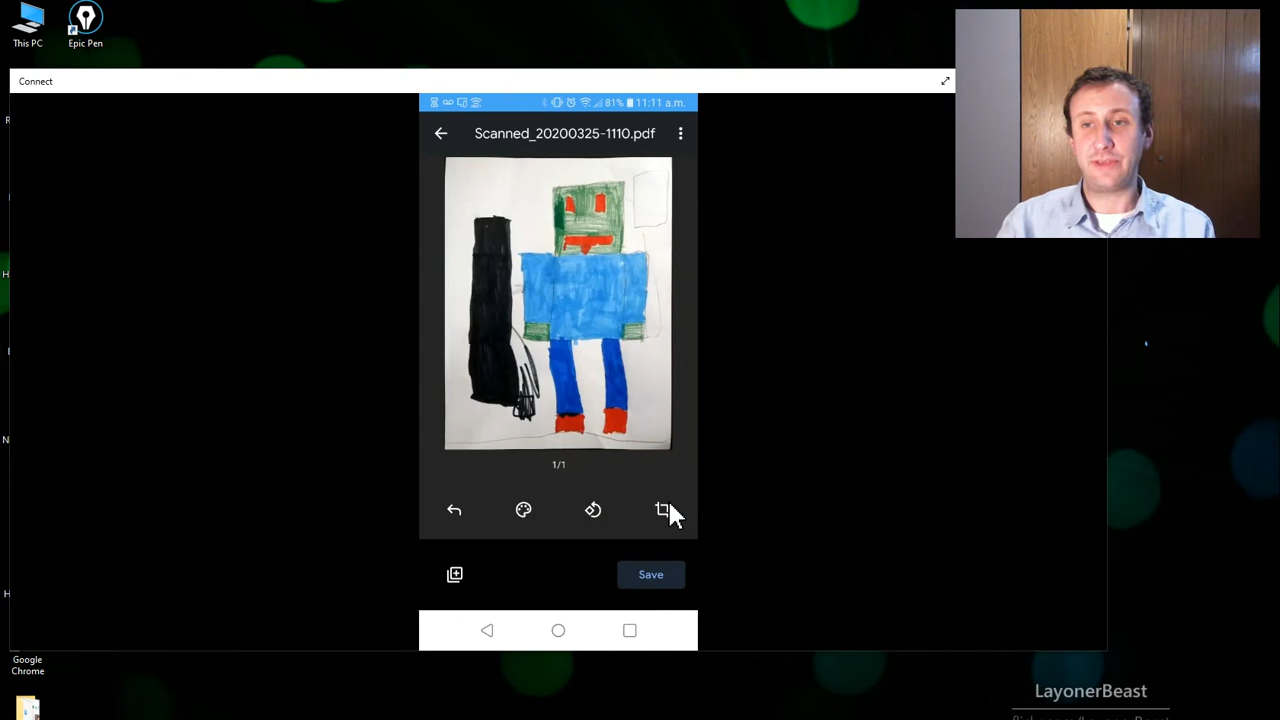 This PC
Epic Pen
Connect
81% 11:11 a.m.
Scanned_20200325-1110.pdf
1/1
Save
Google
Chrome
LayonerBeast